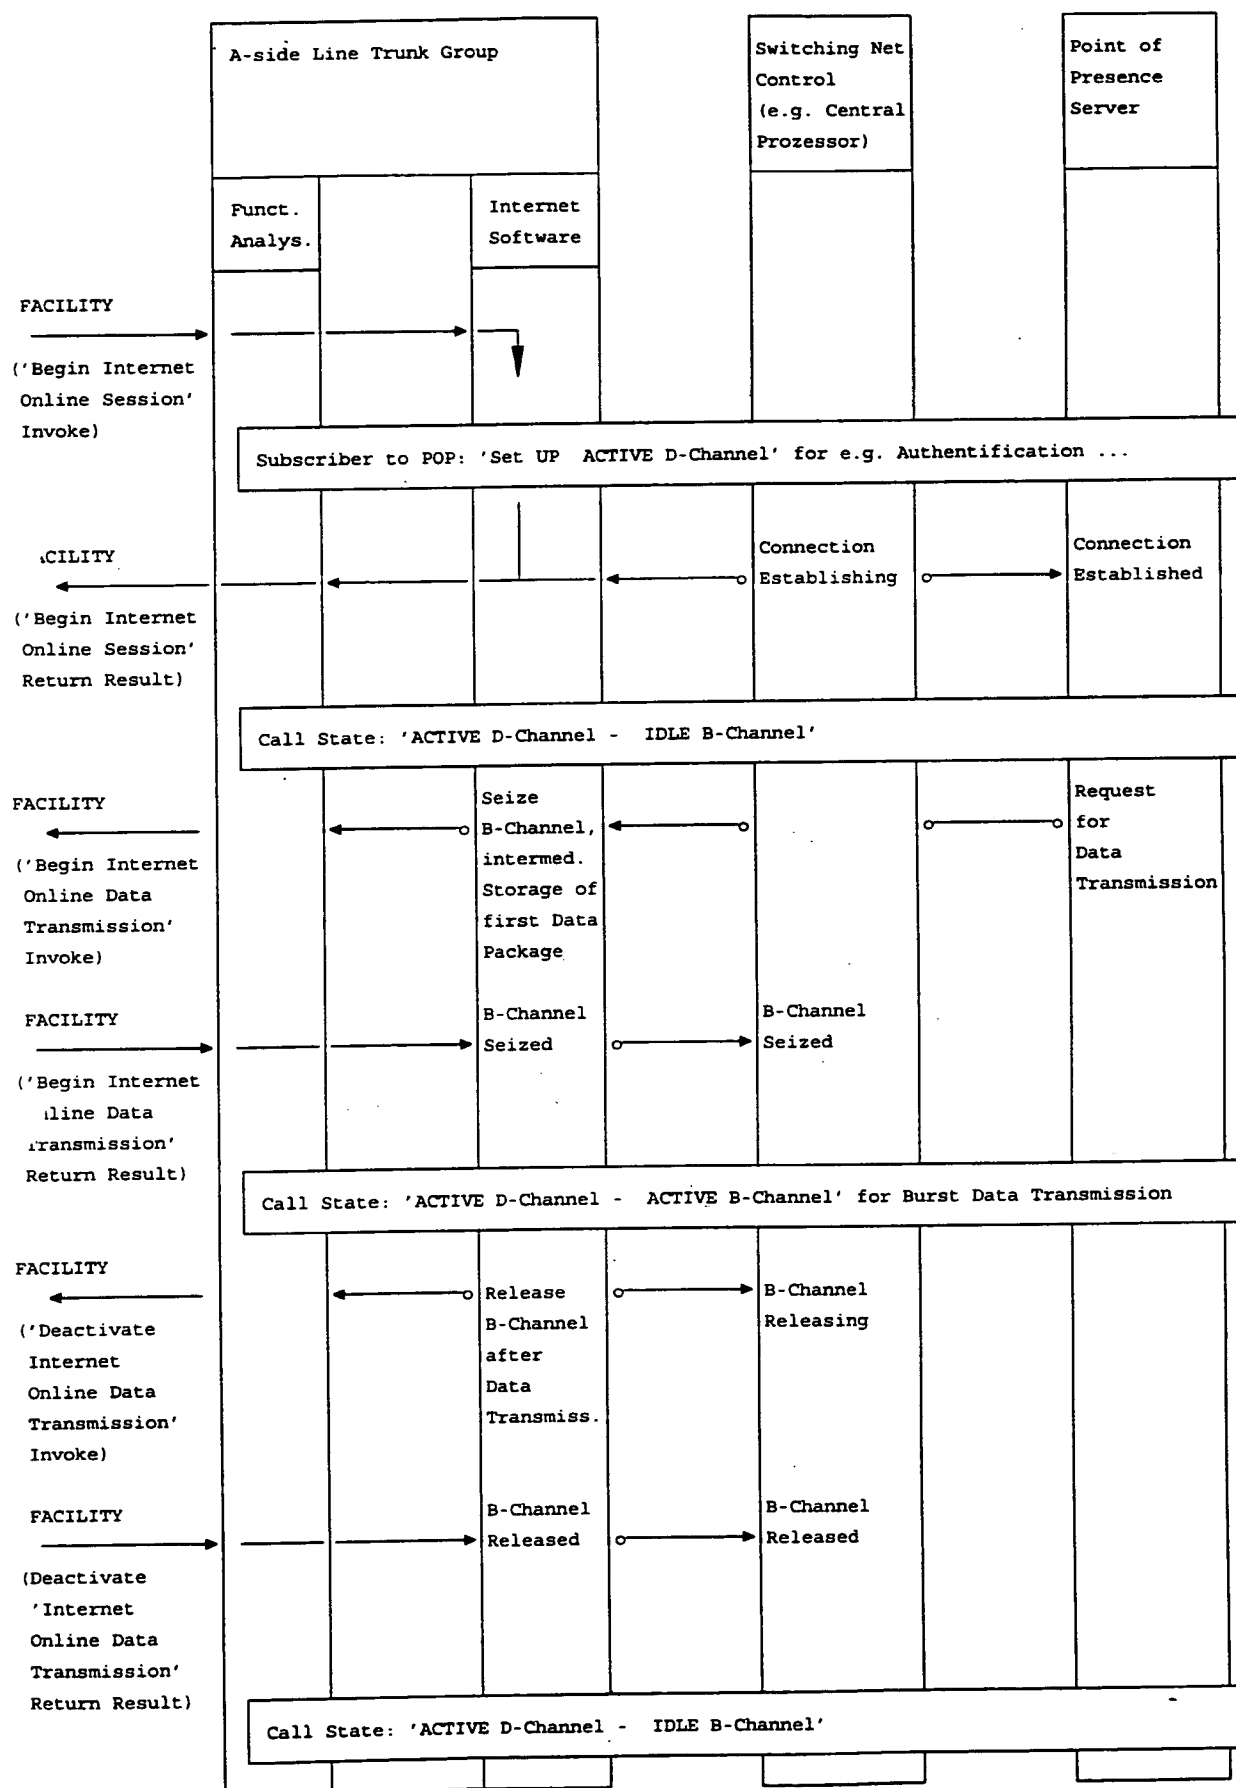 A-side Line Trunk Group
Switching Net
Control
(e.g. Central
Prozessor)
Point of
Presence
Server
Funct.
Analys.
Internet
Software
FACILITY
('Begin Internet
Online Session'
Invoke)
Subscriber to POP: 'Set UP ACTIVE D-Channel' for e.g. Authentification ...
CILITY
('Begin Internet
Online Session'
Return Result)
Connection
Establishing
Connection
Established
Call State: 'ACTIVE D-Channel - IDLE B-Channel'
FACILITY
('Begin Internet
Online Data
Transmission'
Invoke)
Seize
B-Channel,
intermed.
Storage of
first Data
Package
Request
for
Data
Transmission
FACILITY
('Begin Internet
line Data
ransmission'
Return Result)
B-Channel
Seized
B-Channel
Seized
Call State: 'ACTIVE D-Channel - ACTIVE B-Channel' for Burst Data Transmission
FACILITY
('Deactivate
Internet
Online Data
Transmission'
Invoke)
Release
B-Channel
after
Data
Transmiss.
B-Channel
Releasing
FACILITY
(Deactivate
'Internet
Online Data
Transmission'
Return Result)
B-Channel
Released
B-Channel
Released
Call State: 'ACTIVE D-Channel - IDLE B-Channel'